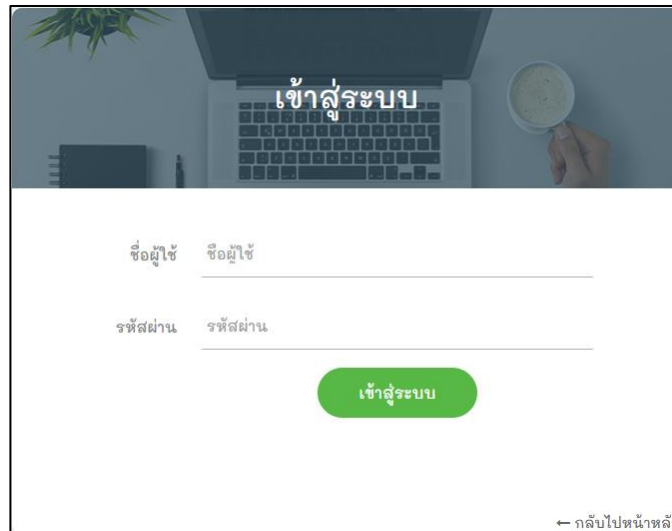 เข้าสู่ระบบ
ชื่อผู้ใช้ ชื่อผู้ใช้
รหัสผ่าน รหัสผ่าน
เข้าสู่ระบบ
← กลับไปหน้าหลั